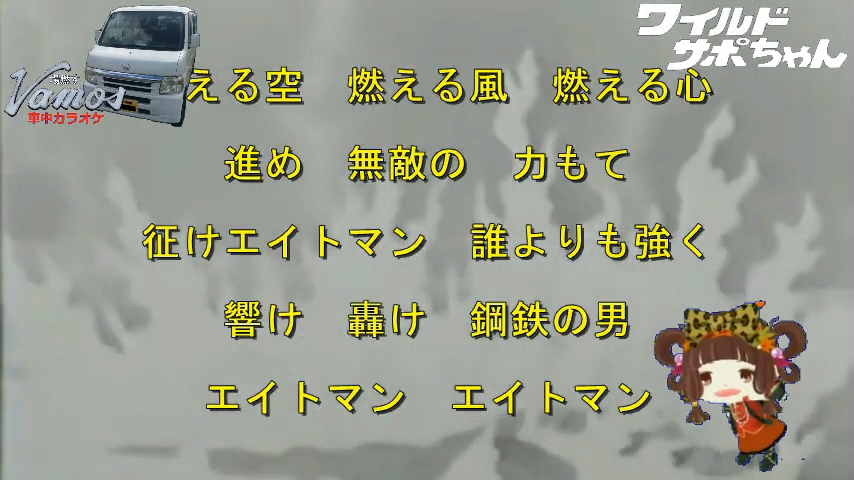 ワイルド
サポちゃん
Vamos
車中カラオケ
える空　燃える風　燃える心
進め　無敵の　力もて
征けエイトマン　誰よりも強く
響け　轟け　鋼鉄の男
エイトマン　エイトマン